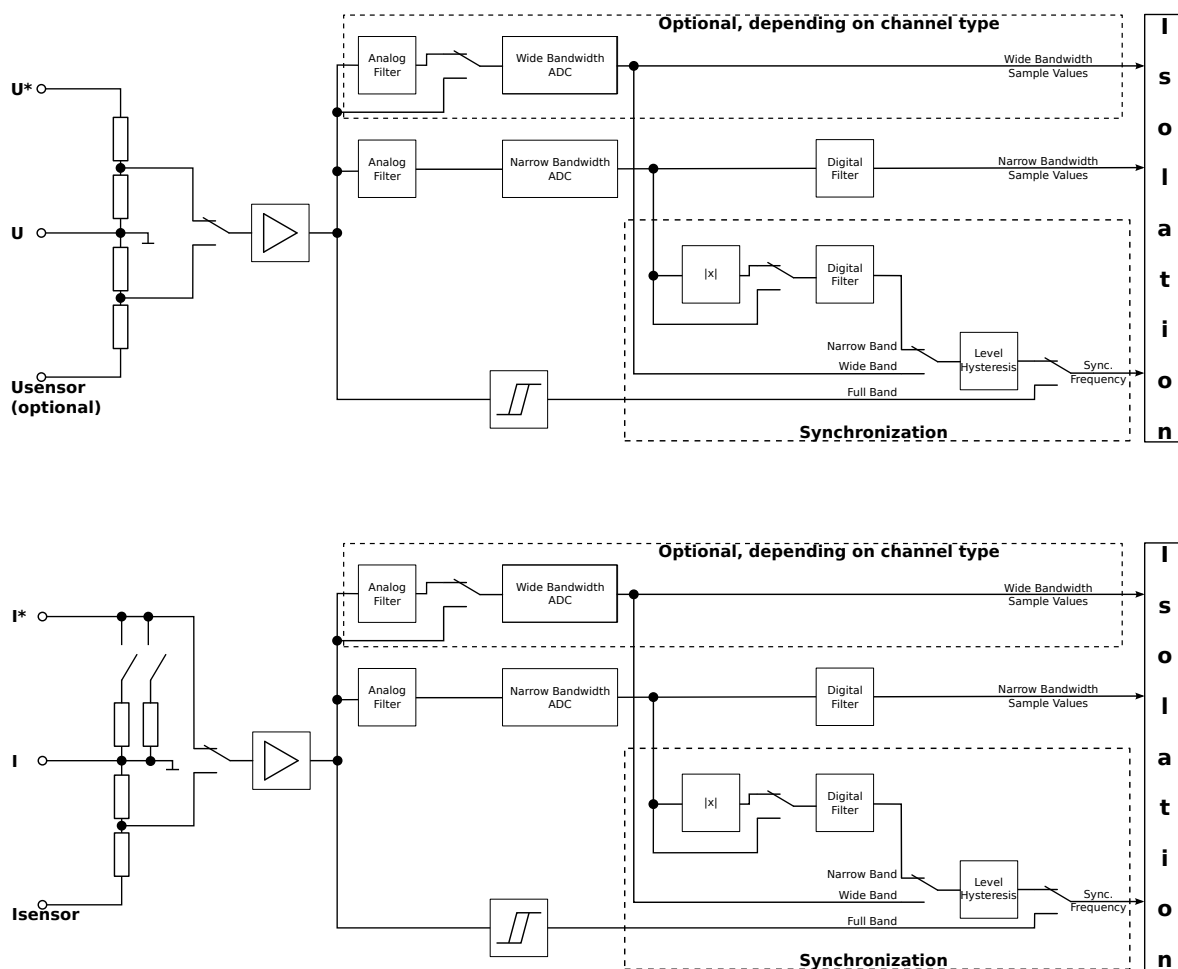 Optional, depending on channel type
Analog
Filter
Wide Bandwidth
ADC
Wide Bandwidth
Sample Values
U*
Analog
Filter
Narrow Bandwidth
ADC
Digital
Filter
Narrow Bandwidth
Sample Values
U
|x|
Digital
Filter
Narrow Band
Wide Band
Level
Hysteresis
Sync.
Frequency
Full Band
Usensor
(optional)
Synchronization
I
s
o
l
a
t
i
o
n
Optional, depending on channel type
Analog
Filter
Wide Bandwidth
ADC
Wide Bandwidth
Sample Values
I*
Analog
Filter
Narrow Bandwidth
ADC
Digital
Filter
Narrow Bandwidth
Sample Values
I
|x|
Digital
Filter
Narrow Band
Wide Band
Level
Hysteresis
Sync.
Frequency
Full Band
Isensor
Synchronization
I
s
o
l
a
t
i
o
n